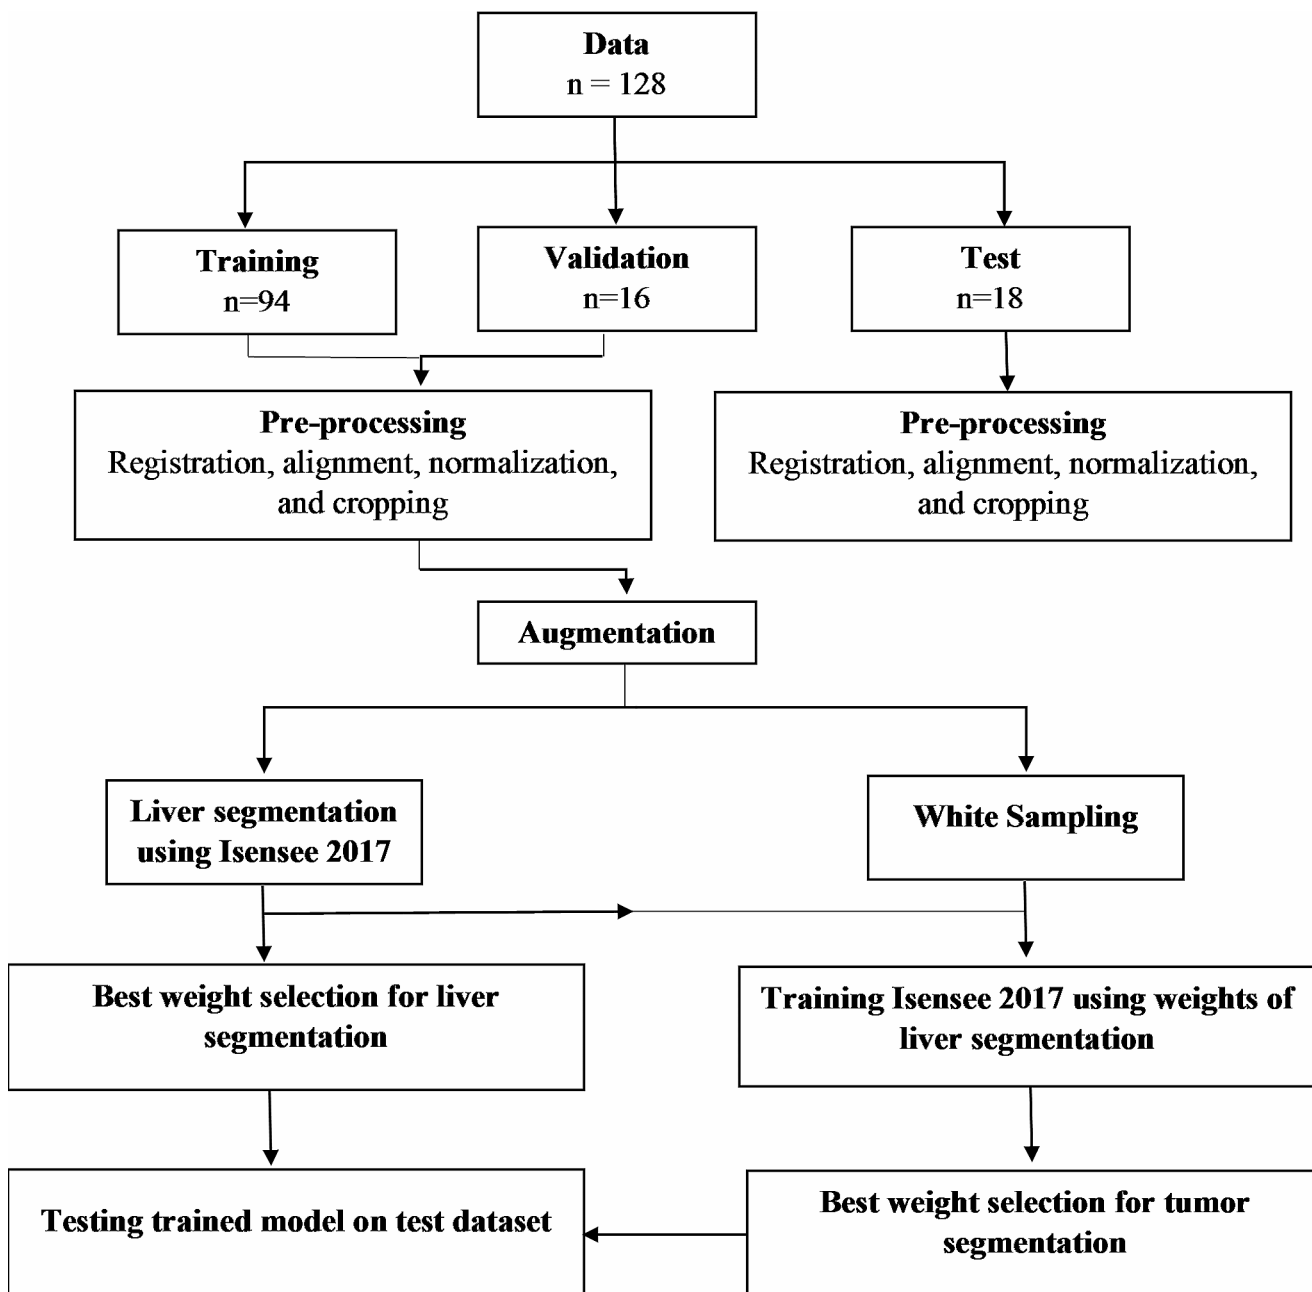 Data
n = 128
Training
n=94
Validation
n=16
Test
n=18
Pre-processing
Registration, alignment, normalization,
and cropping
Pre-processing
Registration, alignment, normalization,
and cropping
Augmentation
Liver segmentation
using Isensee 2017
White Sampling
Best weight selection for liver
segmentation
Training Isensee 2017 using weights of
liver segmentation
Testing trained model on test dataset
Best weight selection for tumor
segmentation